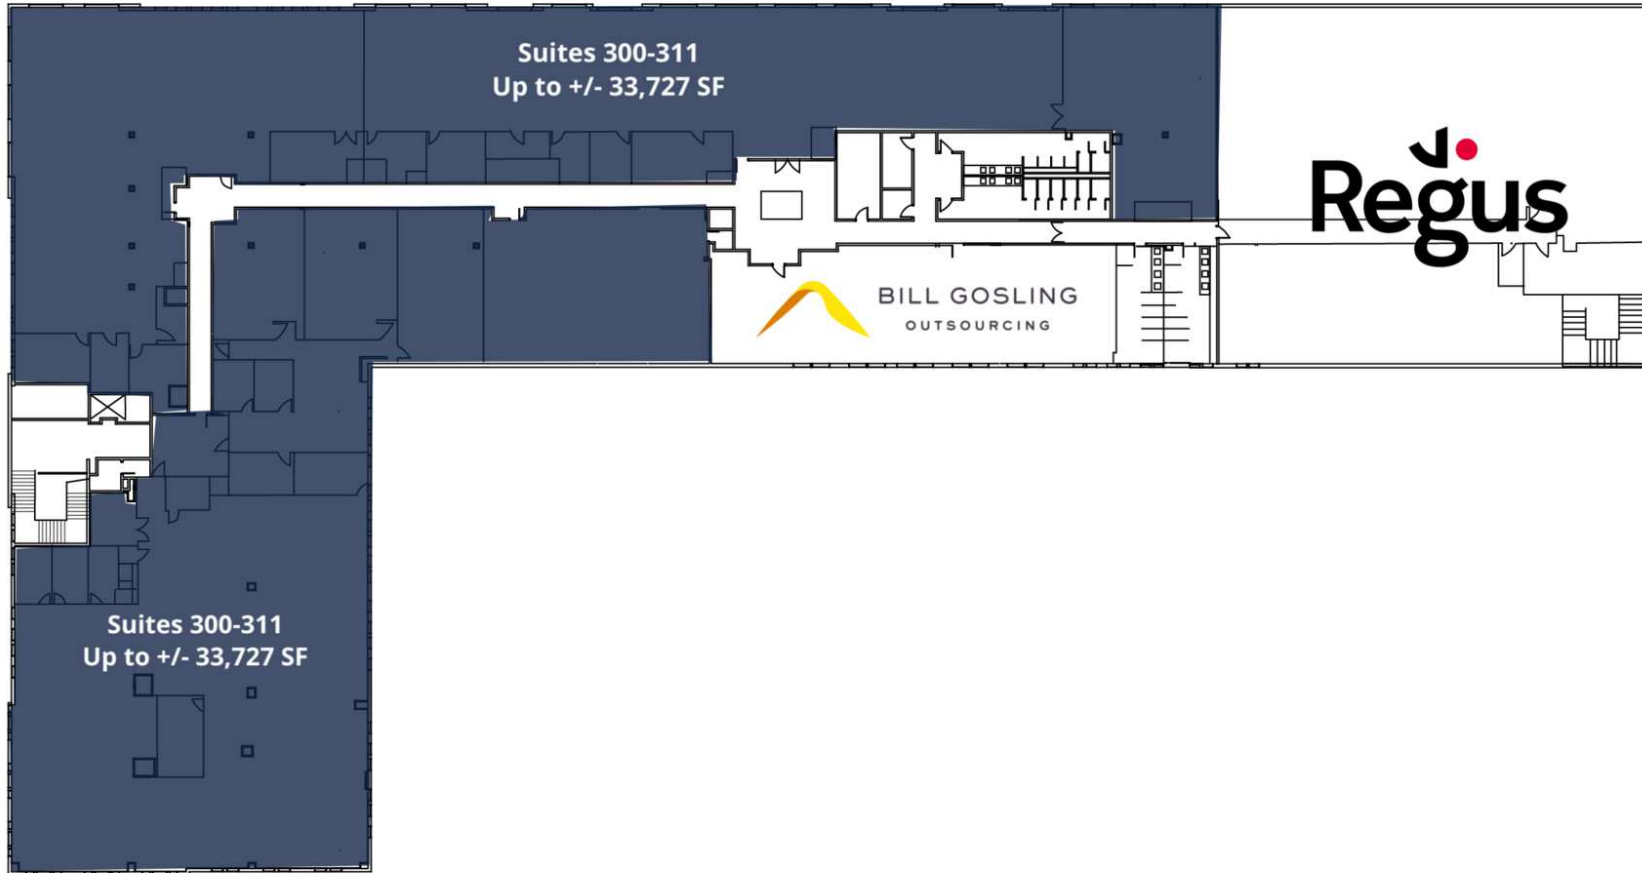 Suites 300-311
Up to +/- 33,727 SF
Regus
BILL GOSLING
OUTSOURCING
Suites 300-311
Up to +/- 33,727 SF